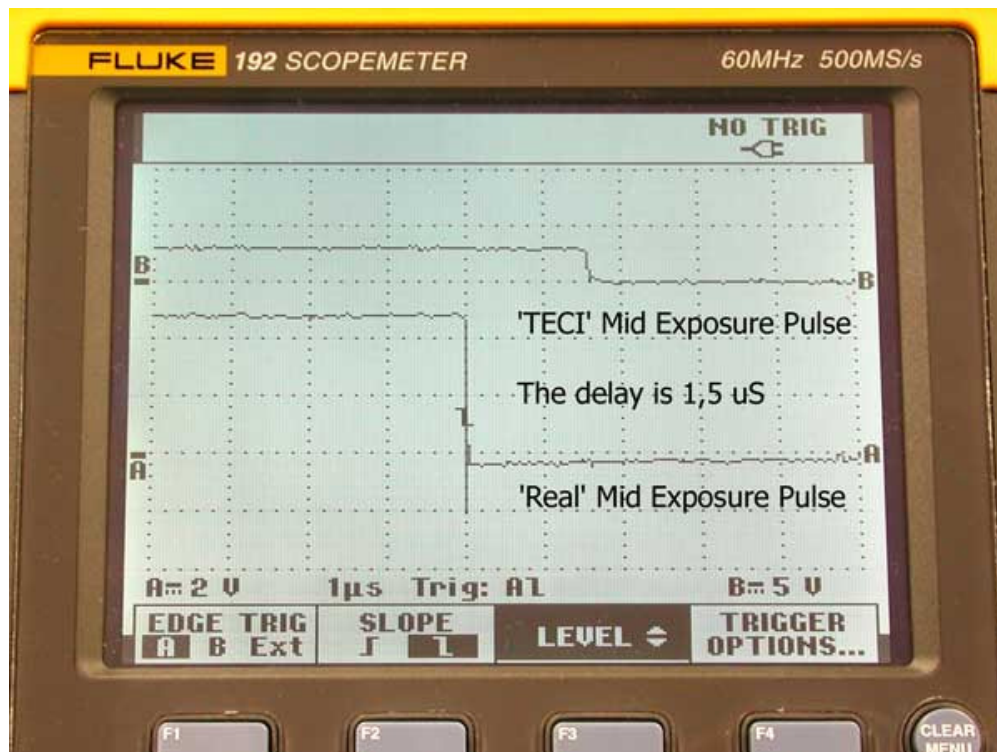 FLUKE 192 SCOPEMETER 60MHz 500MS/s
NO TRIG
B
B
'TECI' Mid Exposure Pulse
The delay is 1,5 uS
A
A
'Real' Mid Exposure Pulse
A 2 V 1µs Trig: A B 5 V
EDGE TRIG SLOPE LEVEL TRIGGER
A B Ext OPTIONS...
F1 F2 F3 F4 CLEAR
MENU